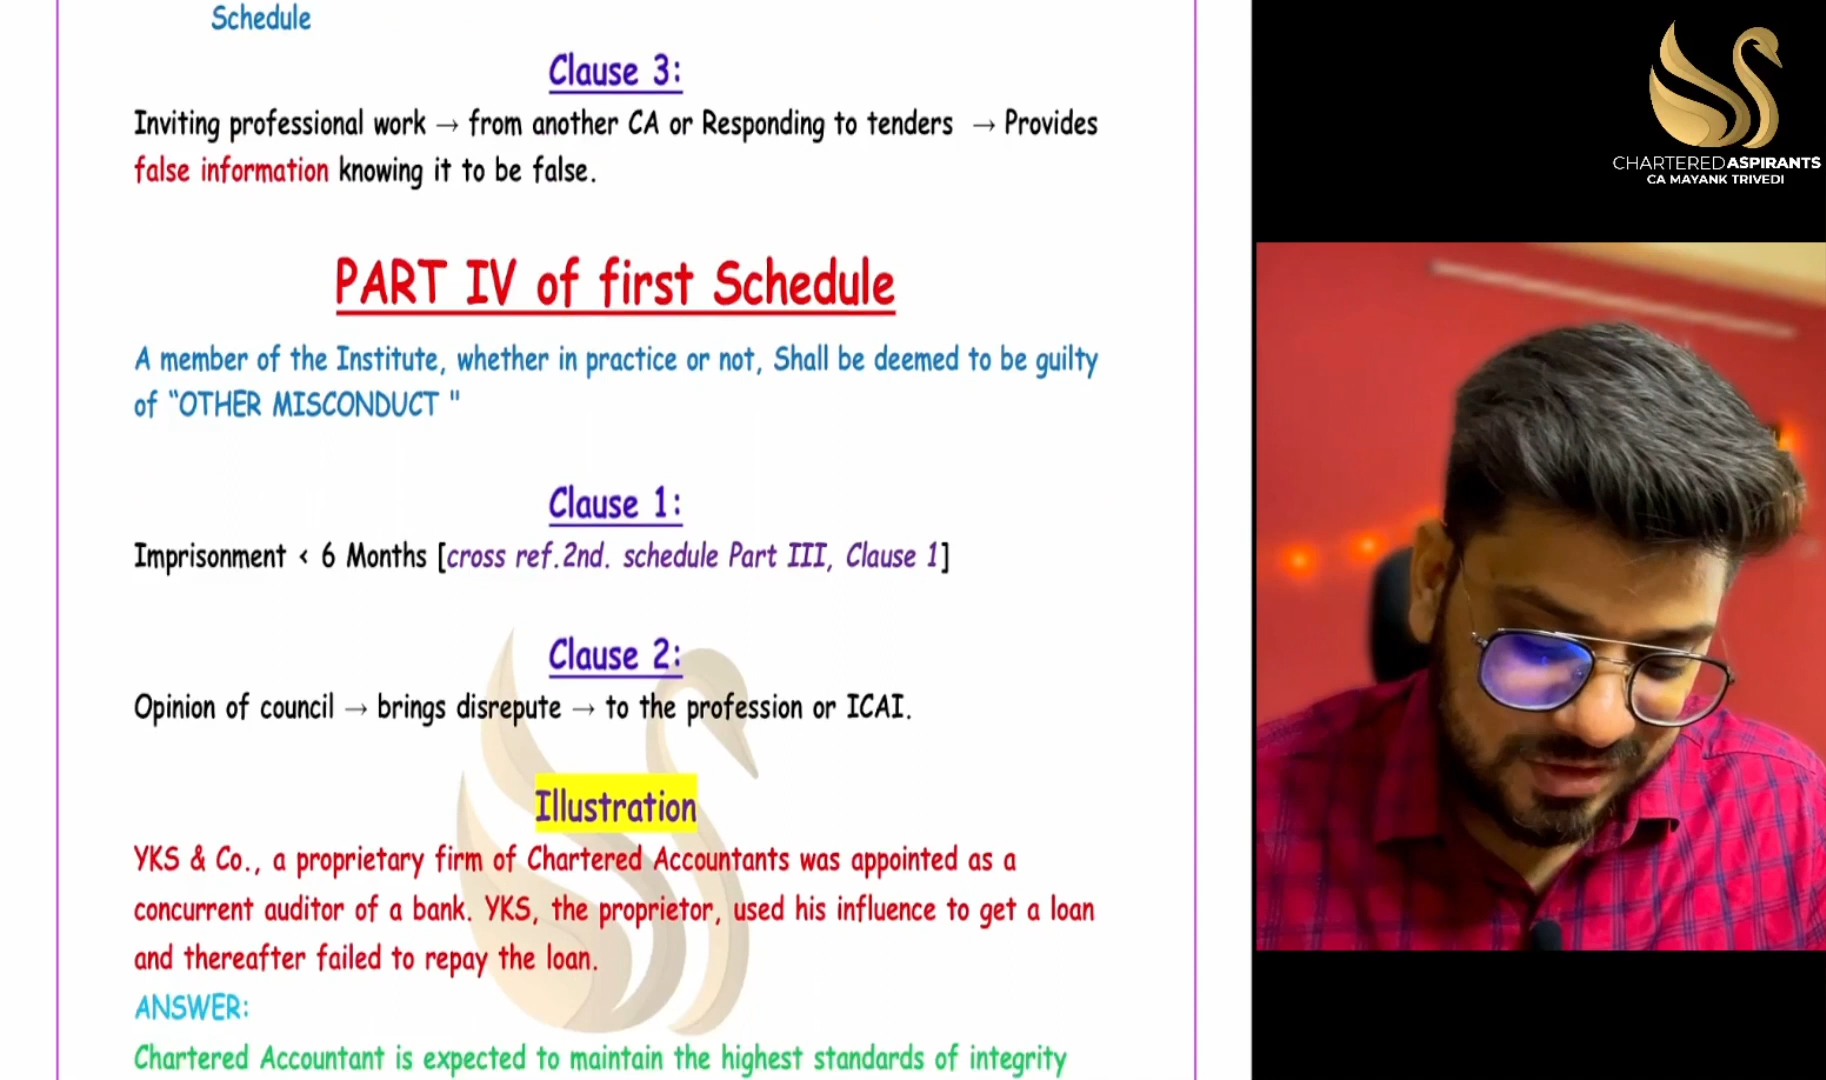 Schedule
Clause 3:
Inviting professional work → from another CA or Responding to tenders → Provides
false information knowing it to be false.
PART IV of first Schedule
A member of the Institute, whether in practice or not, Shall be deemed to be guilty
of “OTHER MISCONDUCT "
Clause 1:
Imprisonment < 6 Months [cross ref.2nd. schedule Part III, Clause 1]
Clause 2:
Opinion of council → brings disrepute → to the profession or ICAI.
Illustration
YKS & Co., a proprietary firm of Chartered Accountants was appointed as a
concurrent auditor of a bank. YKS, the proprietor, used his influence to get a loan
and thereafter failed to repay the loan.
ANSWER:
Chartered Accountant is expected to maintain the highest standards of integrity
CHARTERED ASPIRANTS
CA MAYANK TRIVEDI